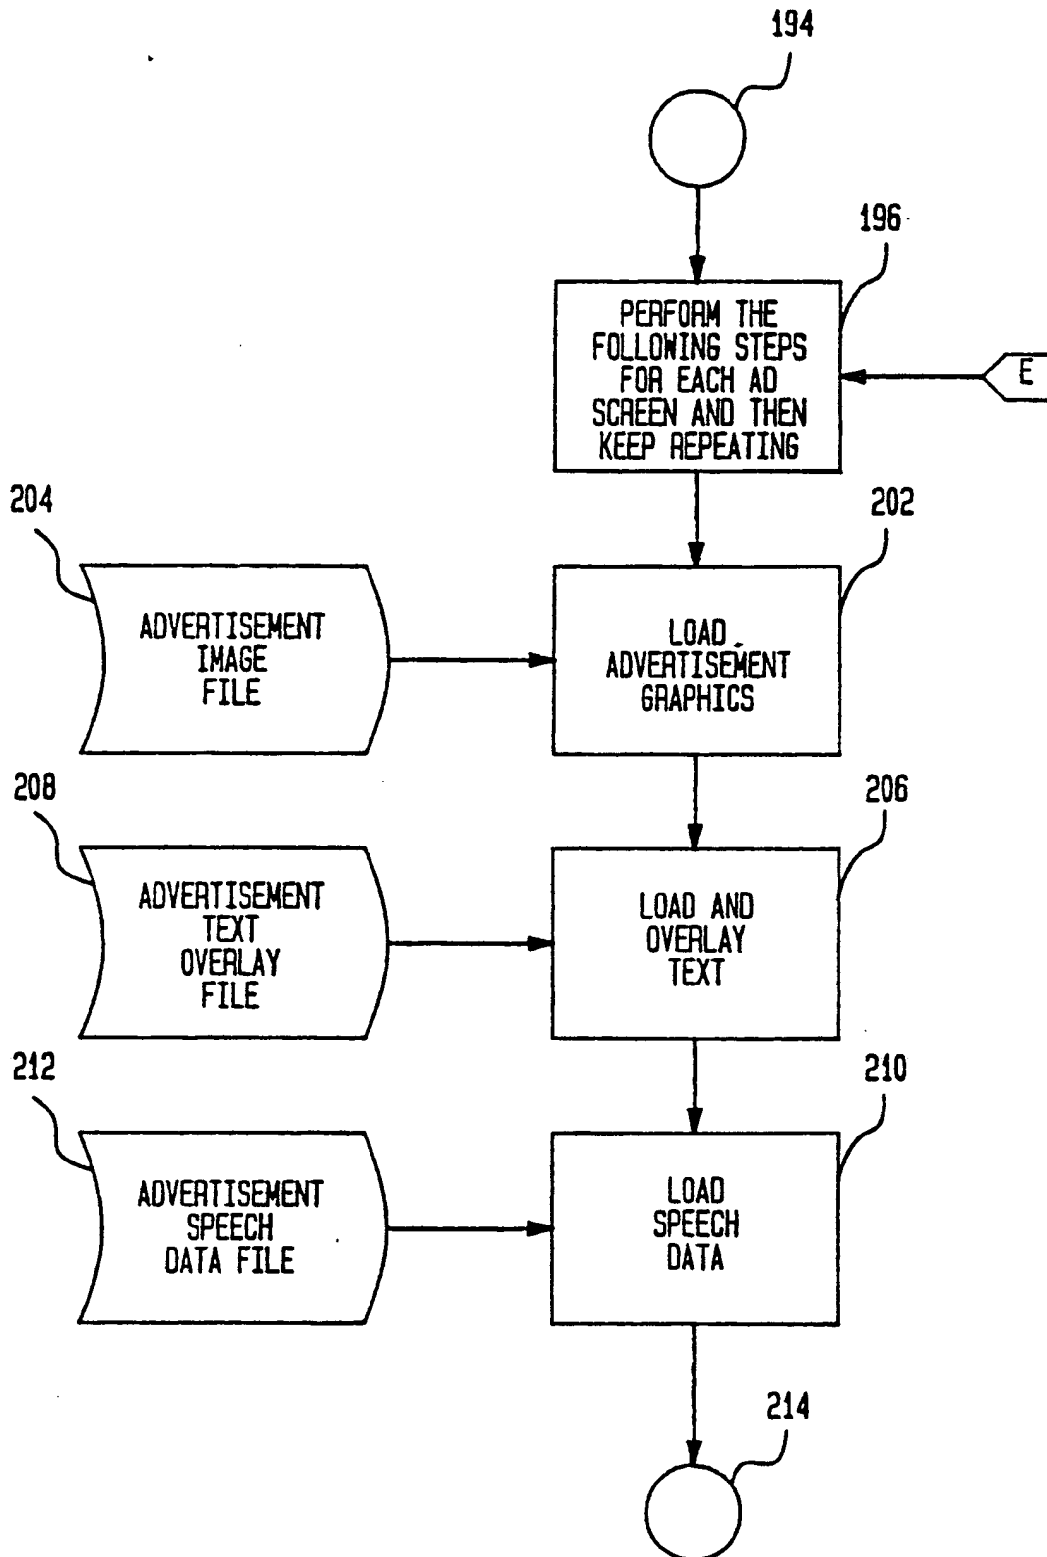 194
196
PERFORM THE
FOLLOWING STEPS
FOR EACH AD
SCREEN AND THEN
KEEP REPEATING
E
204
202
ADVERTISEMENT
IMAGE
FILE
LOAD
ADVERTISEMENT
GRAPHICS
208
206
ADVERTISEMENT
TEXT
OVERLAY
FILE
LOAD AND
OVERLAY
TEXT
212
210
ADVERTISEMENT
SPEECH
DATA FILE
LOAD
SPEECH
DATA
214